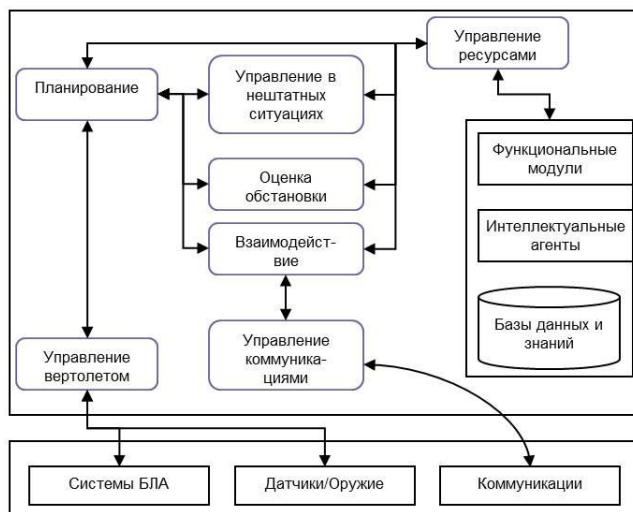 Управление
ресурсами
Планирование
Управление в
нештатных
ситуациях
Функциональные
модули
Оценка
обстановки
Интеллектуальные
агенты
Взаимодейст-
вие
Базы данных и
знаний
Управление
вертолетом
Управление
коммуника-
циями
Системы БЛА
Датчики/Оружие
Коммуникации